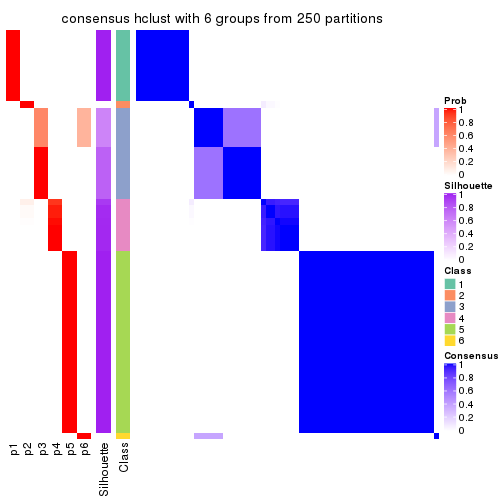 consensus hclust with 6 groups from 250 partitions
Prob
1
0.8
0.6
0.4
0.2
0
Silhouette
1
0.8
0.6
0.4
0.2
0
Class
1
2
3
4
5
6
Consensus
1
0.8
0.6
0.4
0.2
0
p1
p2
p3
p4
p5
p6
Silhouette
Class